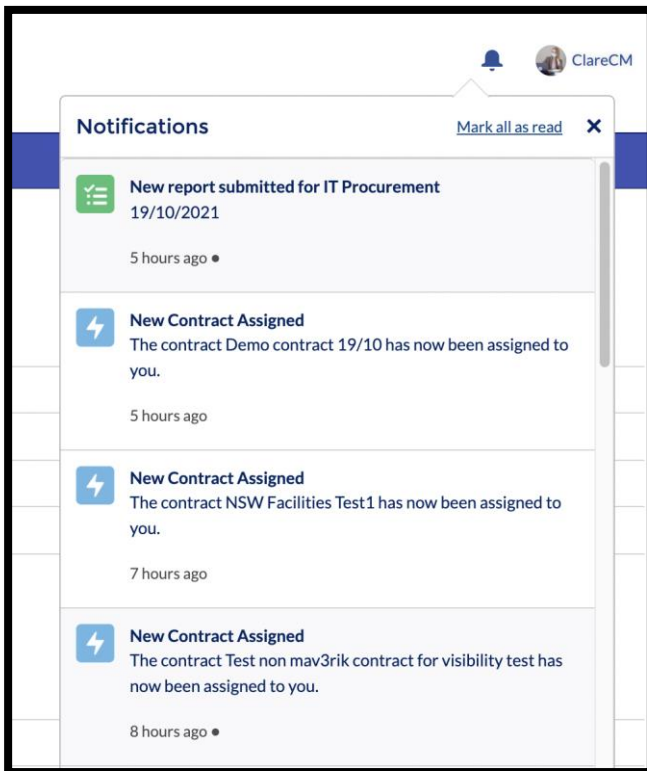 ClareCM
Notifications
Mark all as read
New report submitted for IT Procurement
19/10/2021
5 hours ago
New Contract Assigned
The contract Demo contract 19/10 has now been assigned to
you.
5 hours ago
New Contract Assigned
The contract NSW Facilities Test1 has now been assigned to
you.
7 hours ago
New Contract Assigned
The contract Test non mav3rik contract for visibility test has
now been assigned to you.
8 hours ago